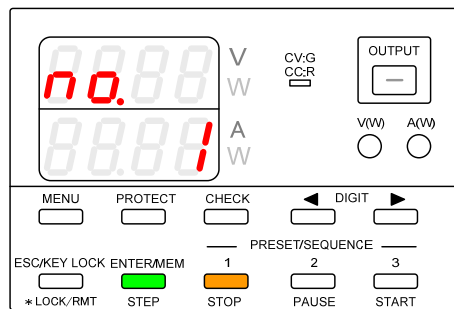 no. V
W
CV:G
CC:R
OUTPUT
1 A
W
V(W) A(W)
MENU PROTECT CHECK ◀ DIGIT ▶
PRESET/SEQUENCE
ESC/KEY LOCK ENTER/MEM 1 2 3
*LOCK/RMT STEP STOP PAUSE START